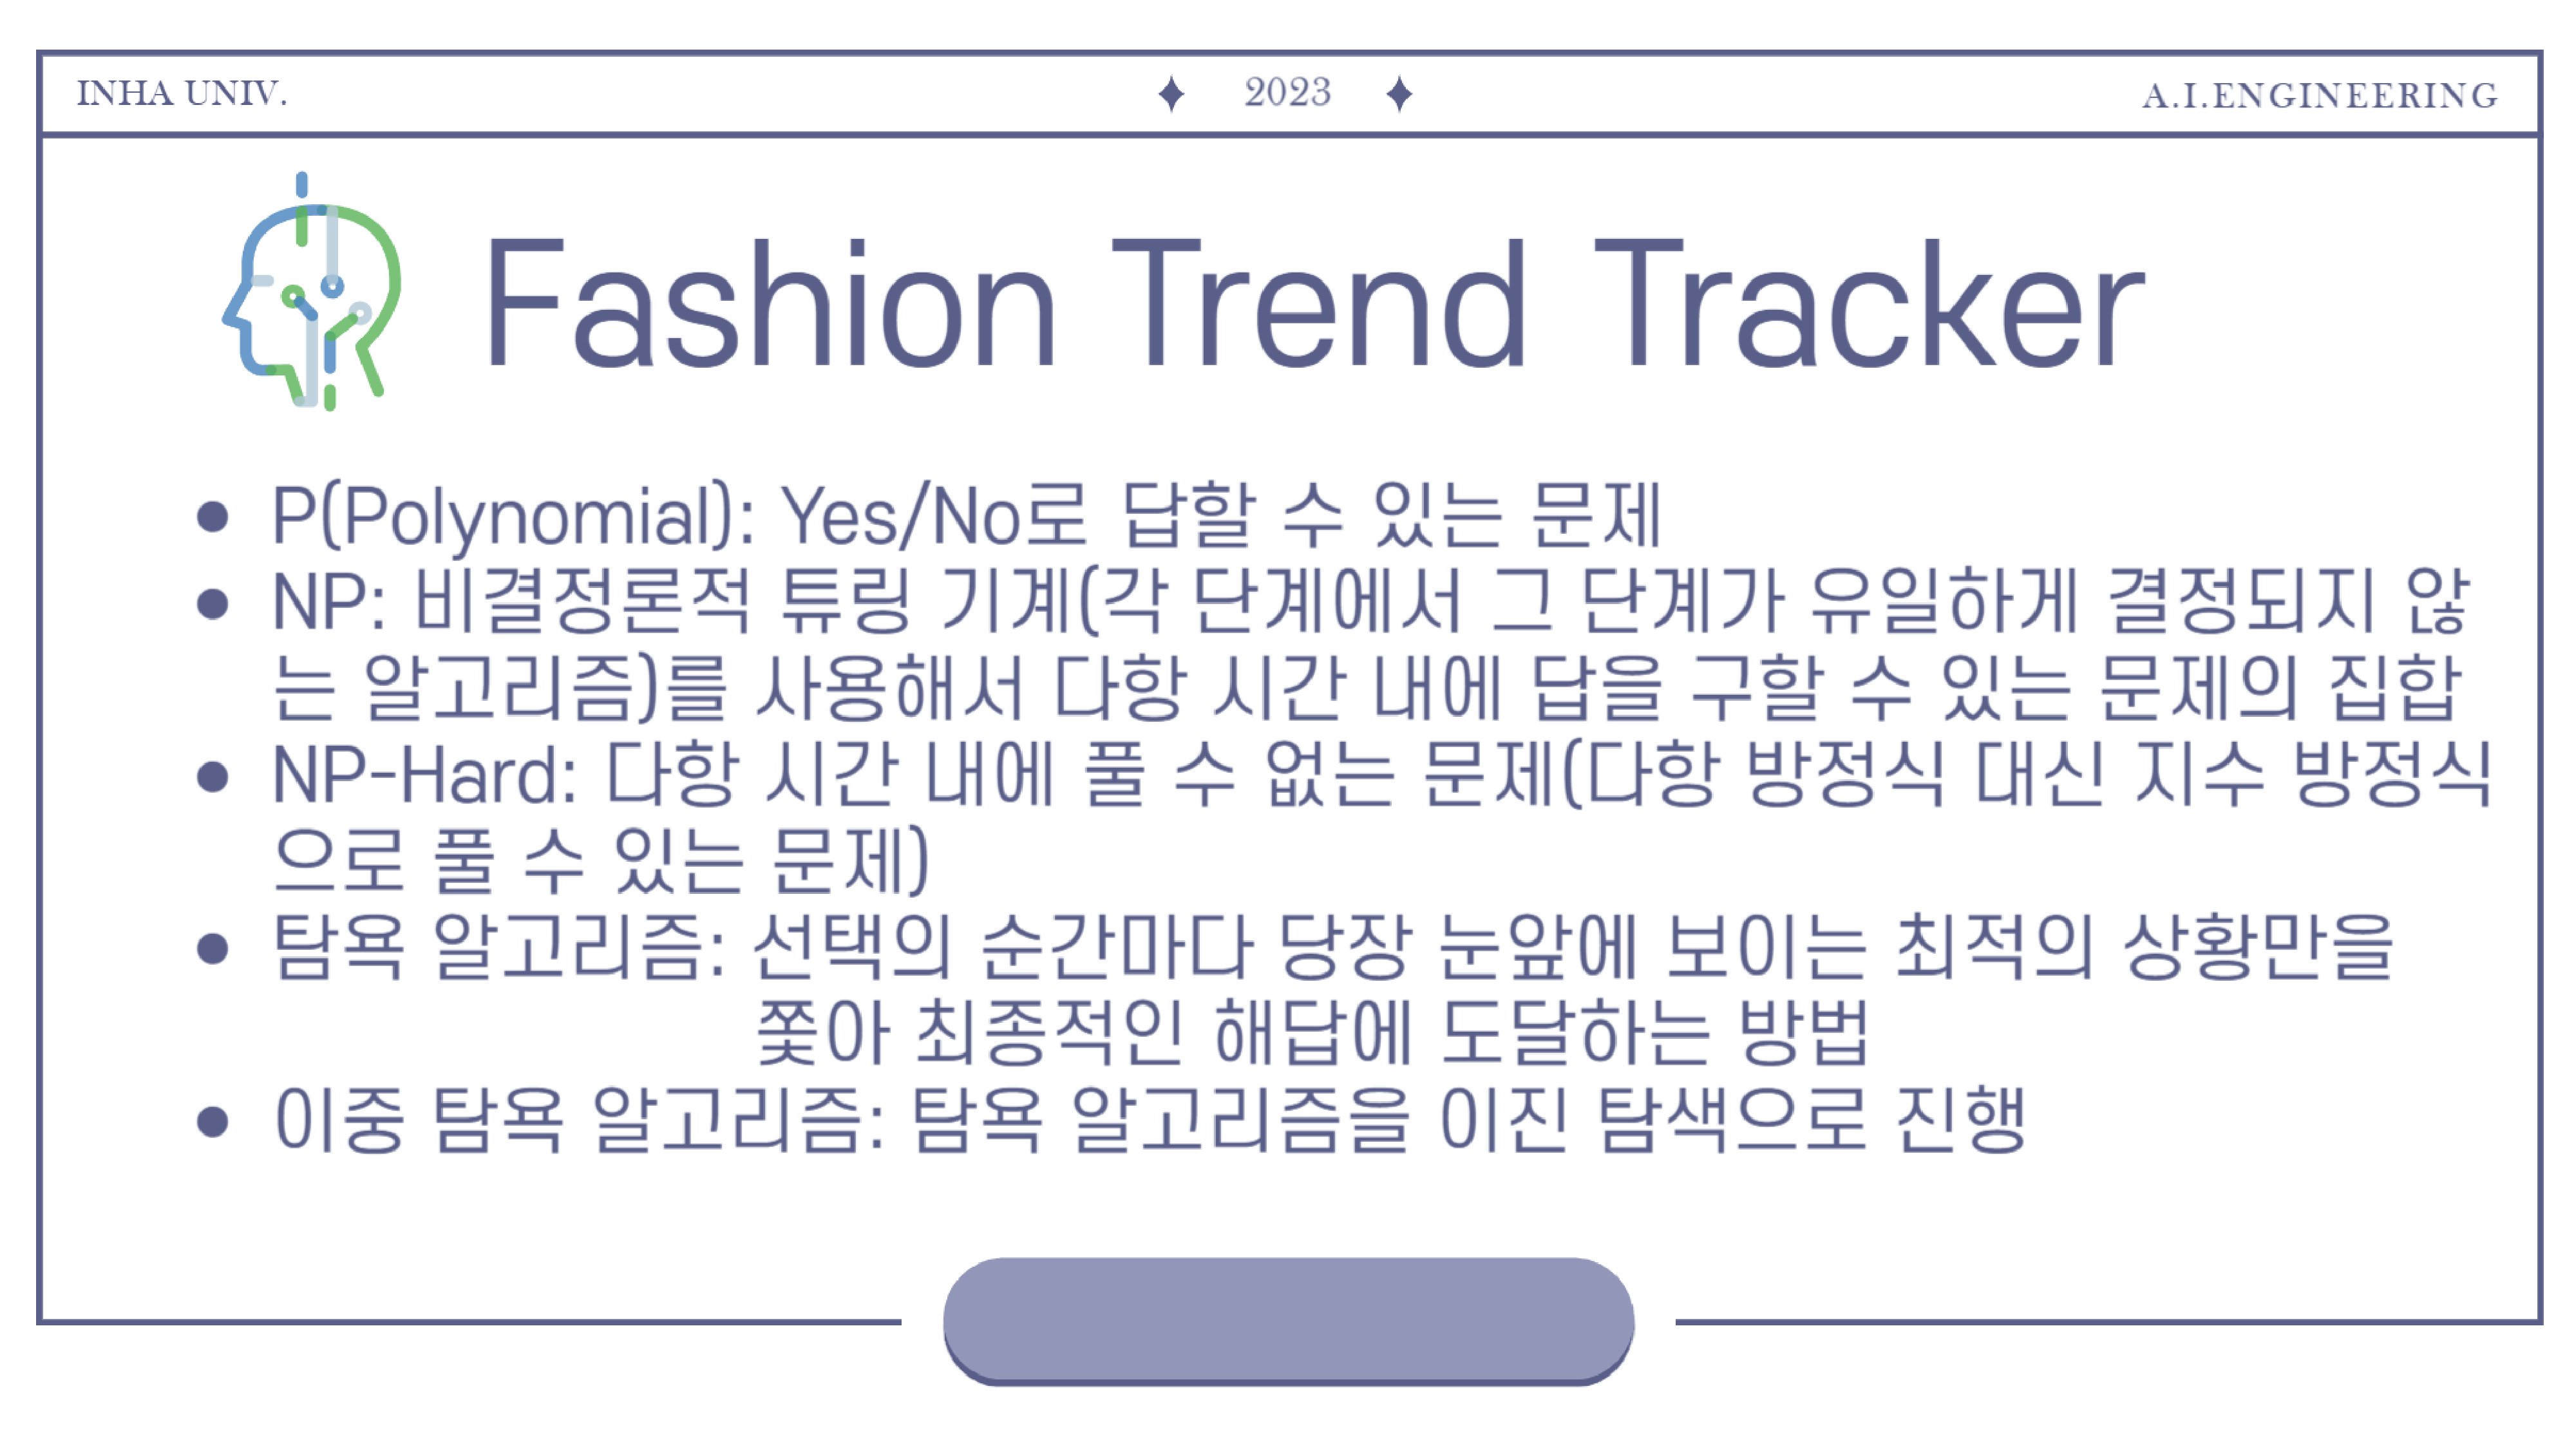 INHA UNIV.
2023
A.I.ENGINEERING
Fashion Trend Tracker
P(Polynomial): Yes/No로 답할 수 있는 문제
NP: 비결정론적 튜링 기계(각 단계에서 그 단계가 유일하게 결정되지 않
는 알고리즘)를 사용해서 다항 시간 내에 답을 구할 수 있는 문제의 집합
NP-Hard: 다항 시간 내에 풀 수 없는 문제(다항 방정식 대신 지수 방정식
으로 풀 수 있는 문제)
탐욕 알고리즘: 선택의 순간마다 당장 눈앞에 보이는 최적의 상황만을
쫓아 최종적인 해답에 도달하는 방법
이중 탐욕 알고리즘: 탐욕 알고리즘을 이진 탐색으로 진행